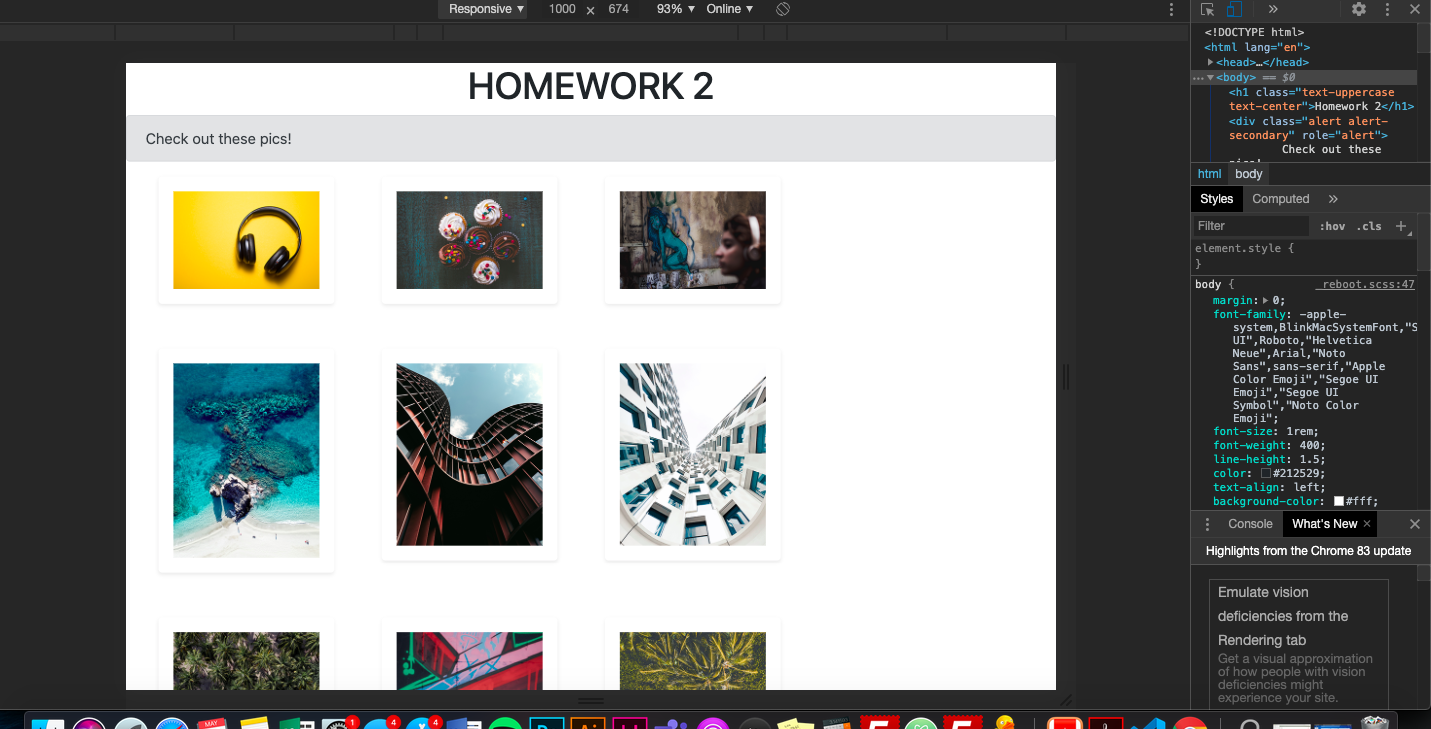 Responsive ▾ 1000 x 674 93% ▾ Online ▾
HOMEWORK 2
Check out these pics!
<!DOCTYPE html>
<html lang="en">
<head>…</head>
<body> == $0
<h1 class="text-uppercase
text-center">Homework 2</h1>
<div class="alert alert-
secondary" role="alert">
Check out these
html body
Styles Computed »
Filter :hov .cls +
element.style {
}
body { _reboot.scss:47
margin: 0;
font-family: -apple-
system,BlinkMacSystemFont,"S
UI",Roboto,"Helvetica
Neue",Arial,"Noto
Sans",sans-serif,"Apple
Color Emoji","Segoe UI
Emoji","Segoe UI
Symbol","Noto Color
Emoji";
font-size: 1rem;
font-weight: 400;
line-height: 1.5;
color: #212529;
text-align: left;
background-color: #fff;
Console What's New ×
Highlights from the Chrome 83 update
Emulate vision
deficiencies from the
Rendering tab
Get a visual approximation
of how people with vision
deficiencies might
experience your site.
MAY 1 4 4